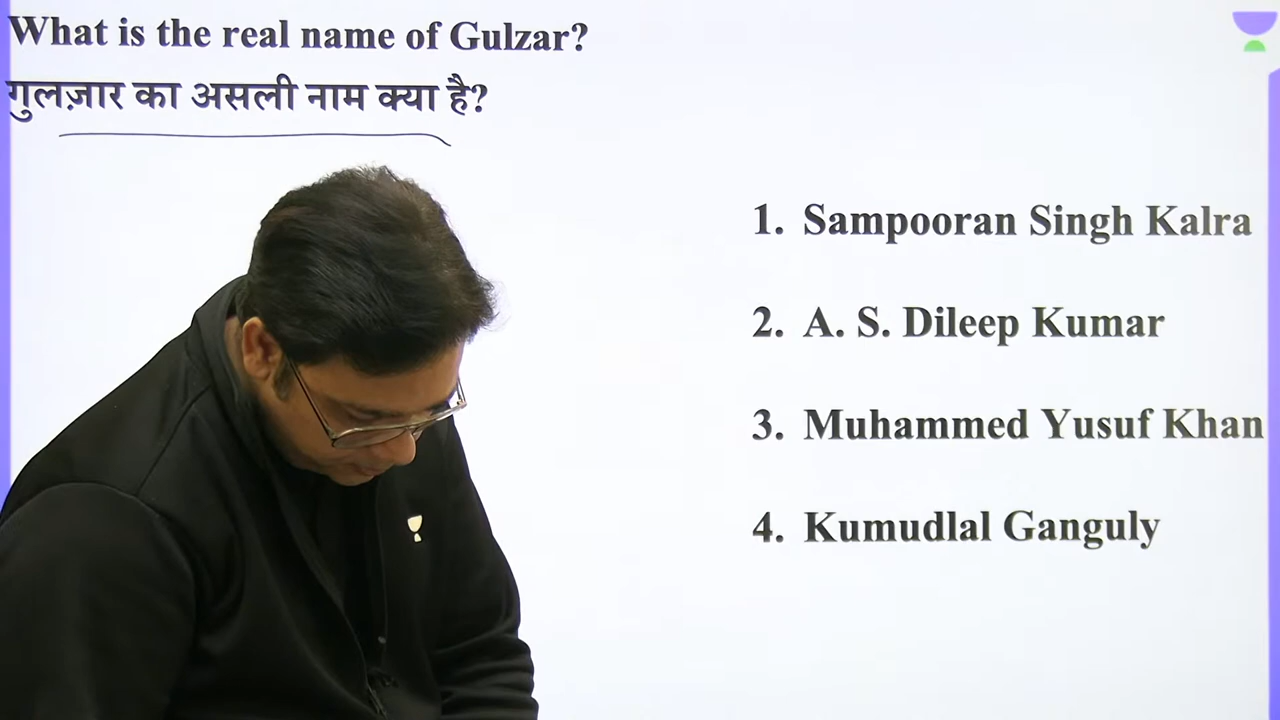 What is the real name of Gulzar?
गुलज़ार का असली नाम क्या है?
1. Sampooran Singh Kalra
2. A. S. Dileep Kumar
3. Muhammed Yusuf Khan
4. Kumudlal Ganguly